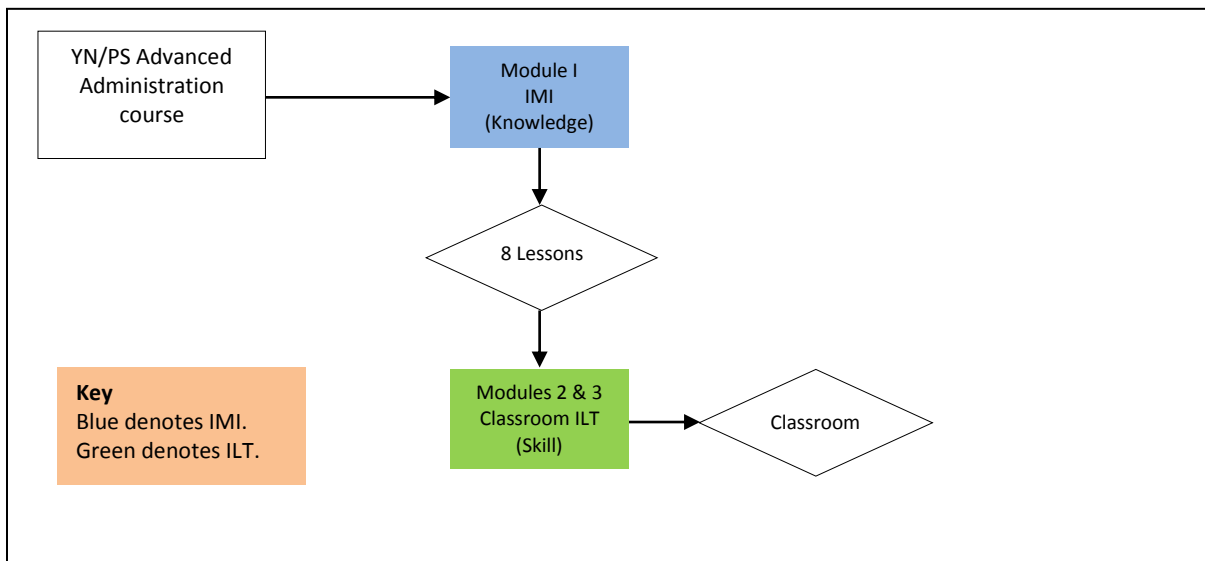 YN/PS Advanced
Administration
course
Module I
IMI
(Knowledge)
8 Lessons
Modules 2 & 3
Classroom ILT
(Skill)
Classroom
Key
Blue denotes IMI.
Green denotes ILT.